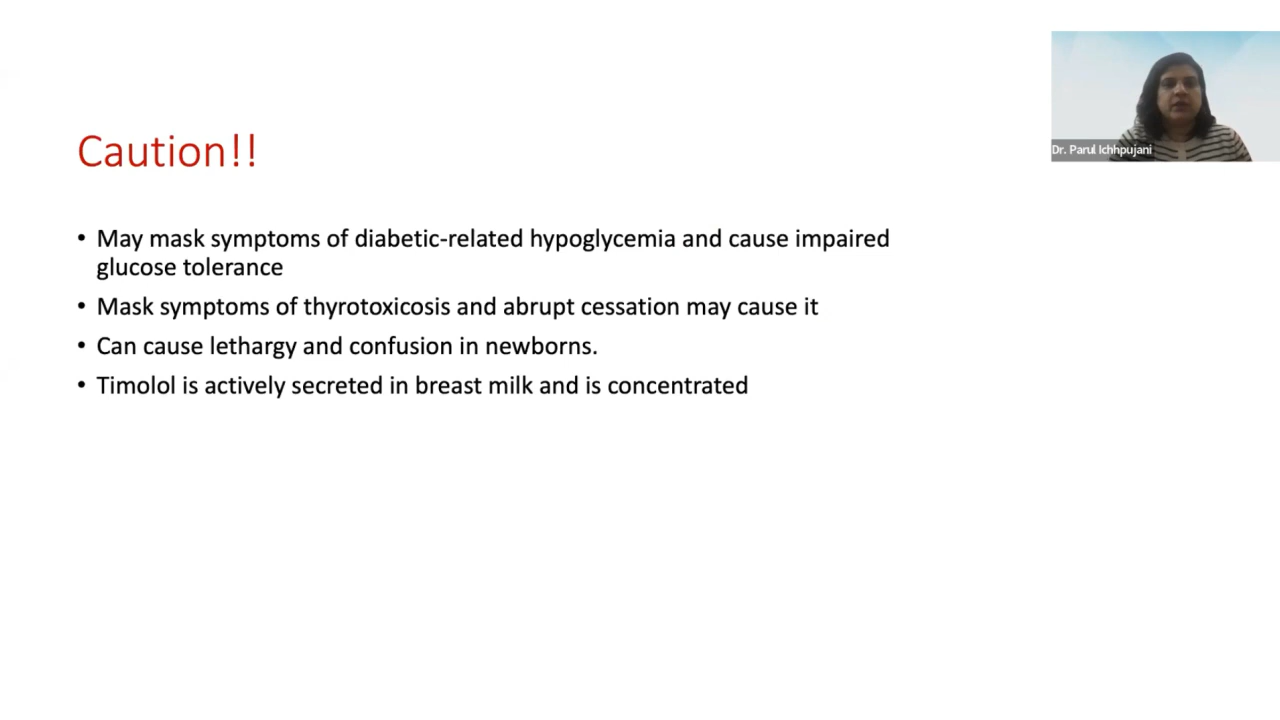 Caution!!
Dr. Parul Ichhpujani
• May mask symptoms of diabetic-related hypoglycemia and cause impaired
glucose tolerance
• Mask symptoms of thyrotoxicosis and abrupt cessation may cause it
• Can cause lethargy and confusion in newborns.
• Timolol is actively secreted in breast milk and is concentrated